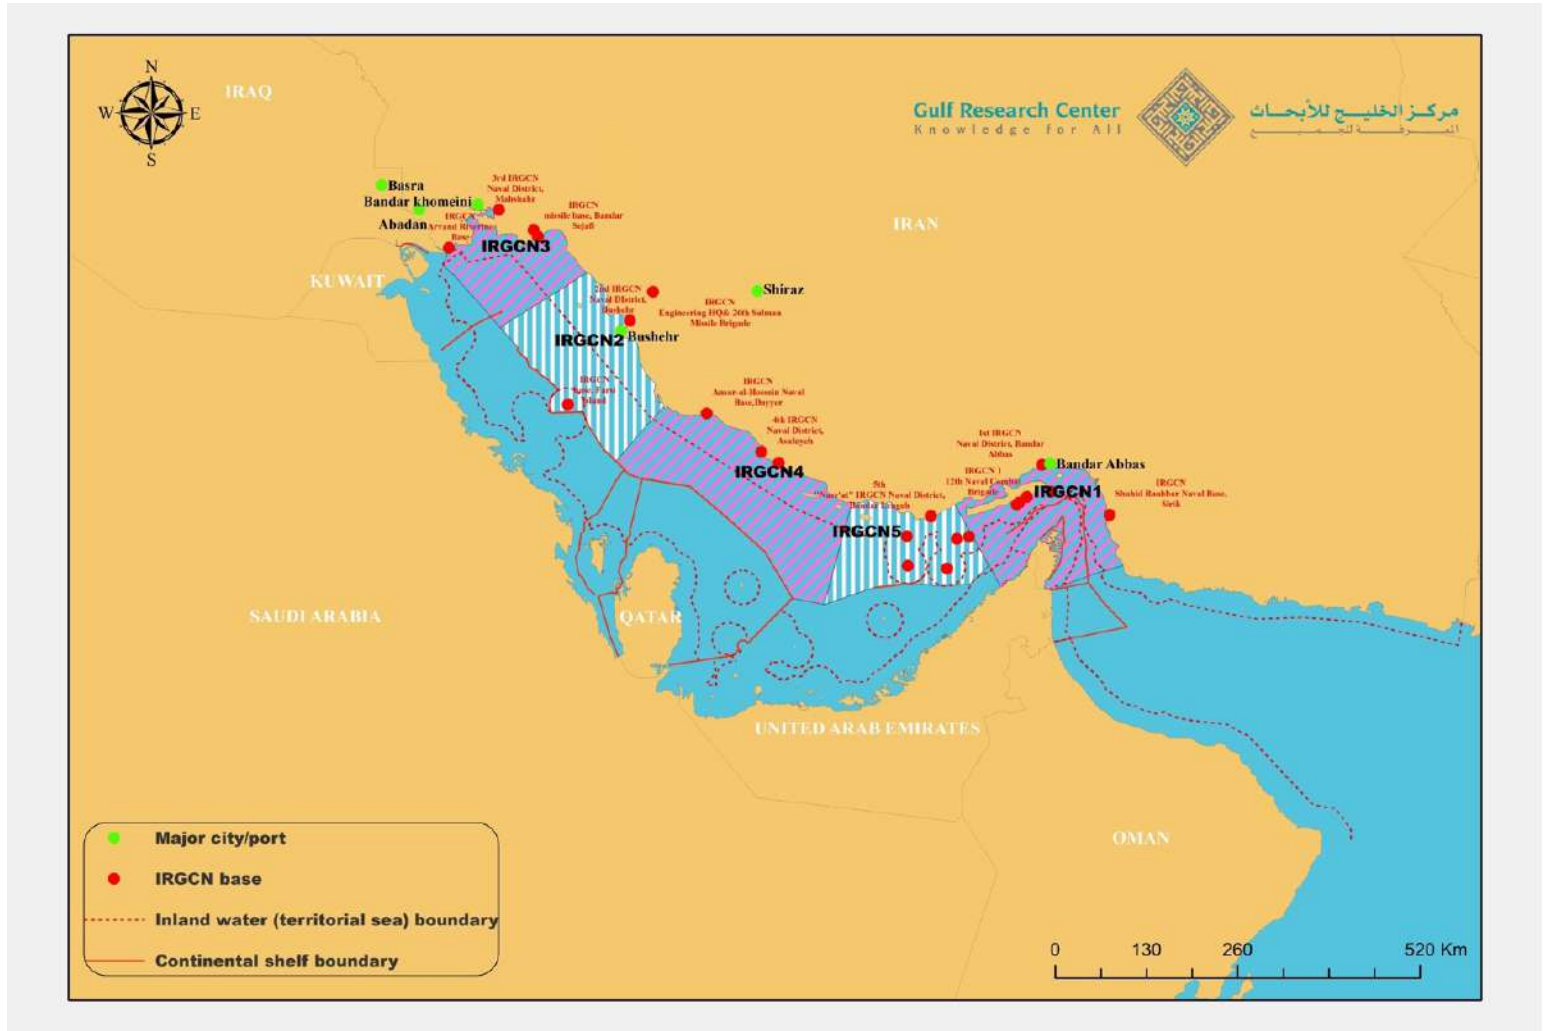 N
W
E
S
IRAQ
Gulf Research Center
Knowledge for All
مركز الخليج للأبحاث
المعرفة للجميع
Basra
Bandar khomeini
Abadan
3rd IRGCN
Naval District,
Mahshahr
IRGCN
Arvand Riverine
Base
IRGCN
missile base, Bandar
IRGCN3
IRAN
KUWAIT
2nd IRGCN
Naval District,
Bushehr
Shiraz
IRGCN
Engineering HQ& 26th Salman
Missile Brigade
Bushehr
IRGCN2
IRGCN
Base, Farsi
Island
IRGCN
Ansar-al-Hossein Naval
Base,Dayyer
4th IRGCN
Naval District,
Asaloyeh
IRGCN4
1st IRGCN
Naval District, Bandar
Abbas
Bandar Abbas
IRGCN 1
12th Naval Combat
Brigade
IRGCN1
IRGCN
Shahid Rauhbar Naval Base,
Sirik
5th
IRGCN Naval District,
Bandar Langeh
IRGCN5
SAUDI ARABIA
QATAR
UNITED ARAB EMIRATES
OMAN
Major city/port
IRGCN base
Inland water (territorial sea) boundary
Continental shelf boundary
0 130 260 520 Km